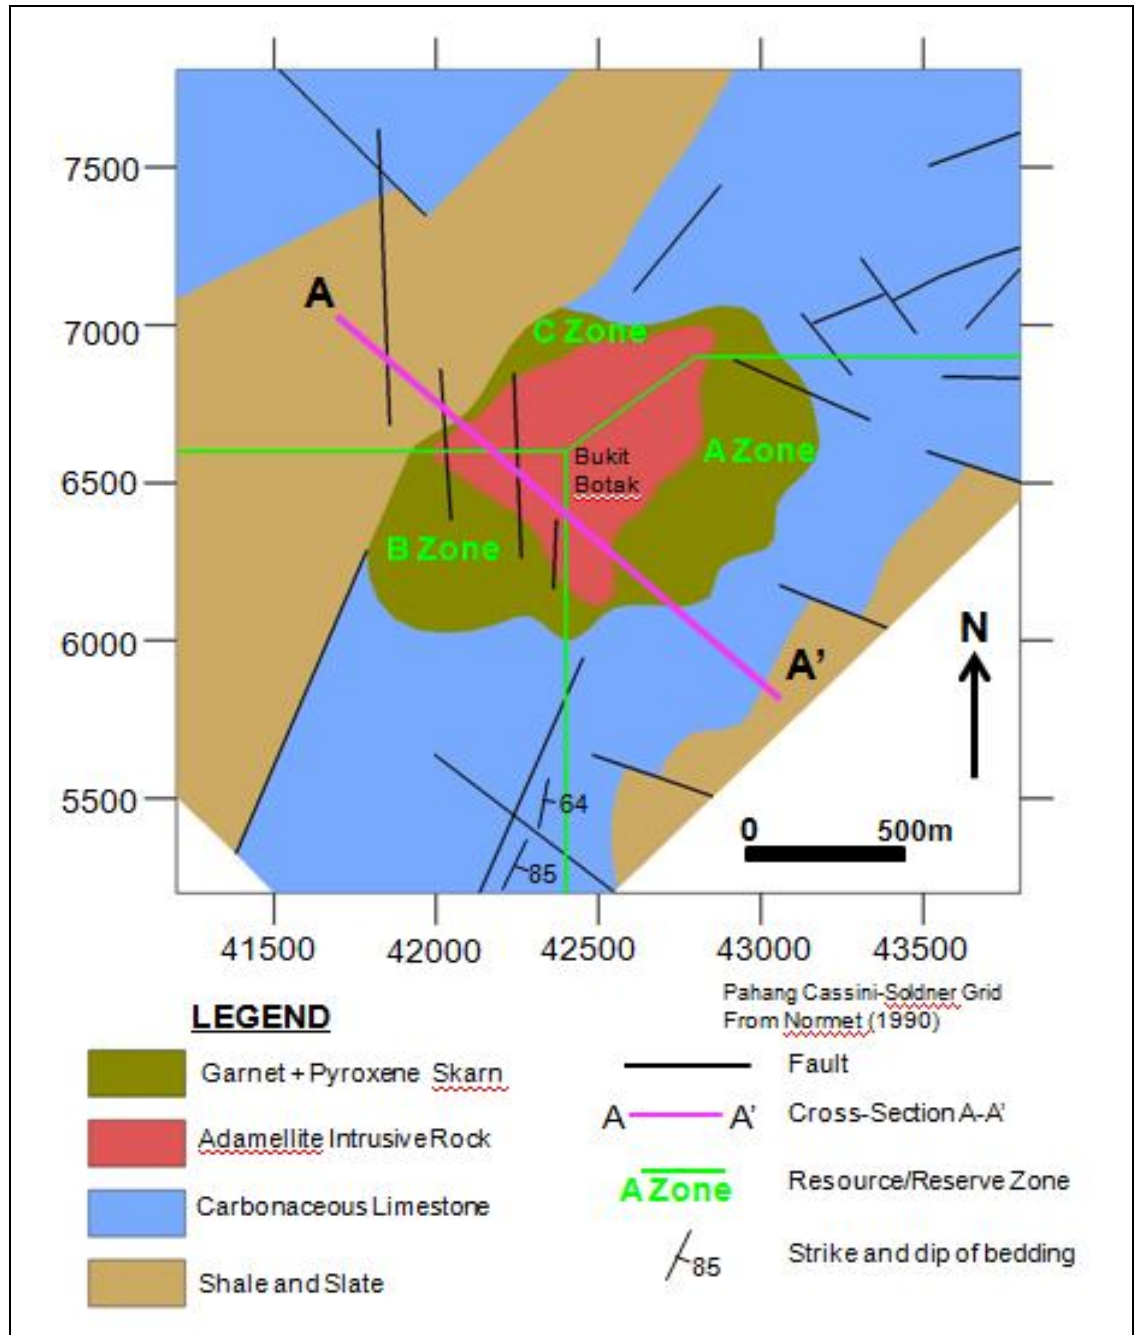 7500
7000
6500
6000
5500
A
C Zone
A Zone
Bukit
Botak
B Zone
A’
N
64
85
0 500m
41500 42000 42500 43000 43500
Pahang Cassini-Soldner Grid
From Normet (1990)
LEGEND
Garnet + Pyroxene Skarn
Adamellite Intrusive Rock
Carbonaceous Limestone
Shale and Slate
Fault
A A’ Cross-Section A-A’
A Zone Resource/Reserve Zone
85 Strike and dip of bedding